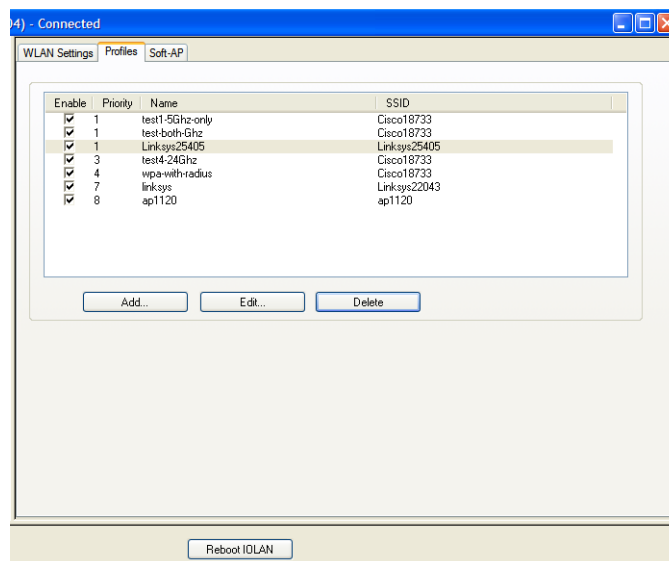 04) - Connected
WLAN Settings Profiles Soft-AP
Enable Priority Name SSID
1 test1-5Ghz-only Cisco18733
1 test-both-Ghz Cisco18733
1 Linksys25405 Linksys25405
3 test4-24Ghz Cisco18733
4 wpa-with-radius Cisco18733
7 linksys Linksys22043
8 ap1120 ap1120
Add... Edit... Delete
Reboot IOLAN